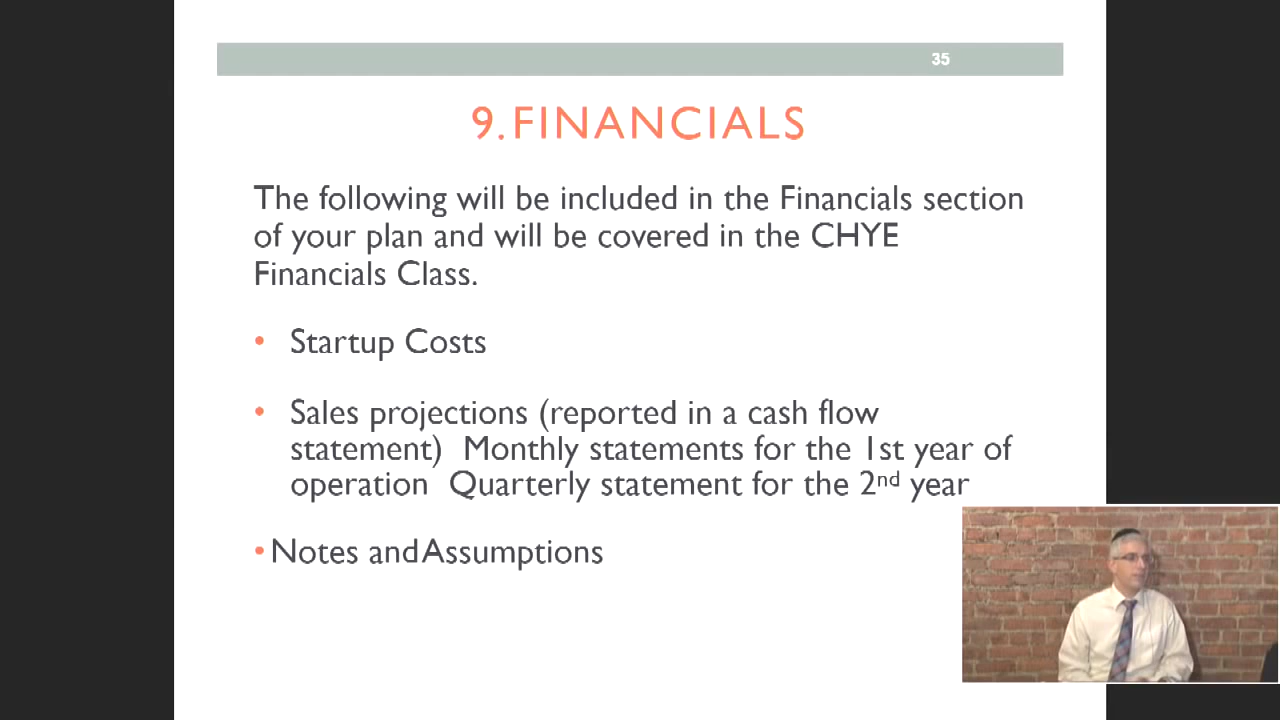 35
9. FINANCIALS
The following will be included in the Financials section
of your plan and will be covered in the CHYE
Financials Class.
• Startup Costs
• Sales projections (reported in a cash flow
statement) Monthly statements for the 1st year of
operation Quarterly statement for the 2nd year
• Notes and Assumptions